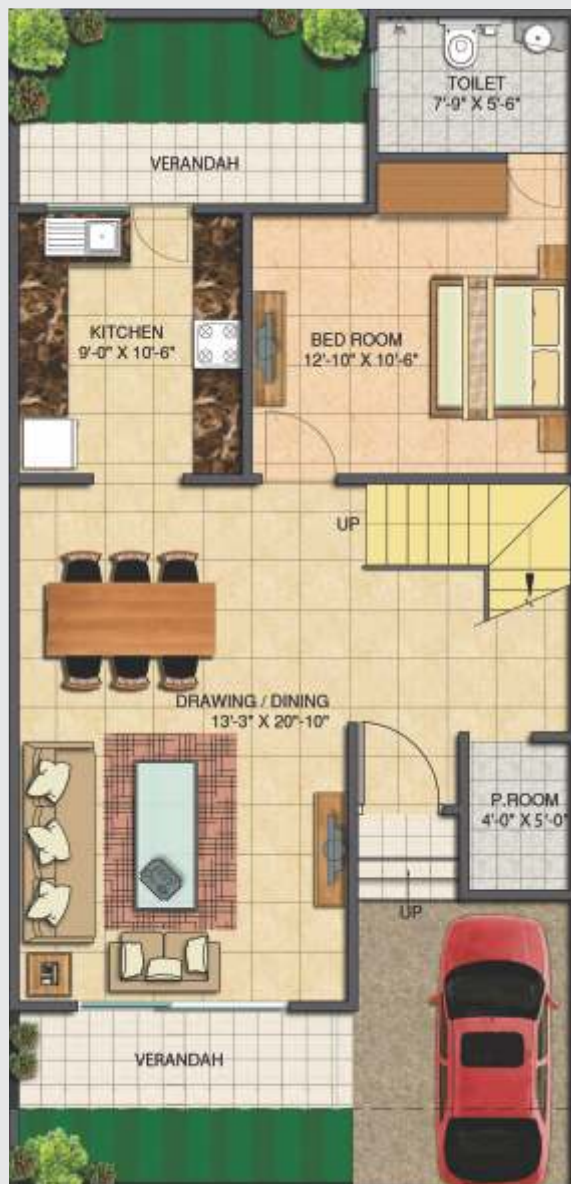 TOILET
7'-9" X 5'-6"
VERANDAH
KITCHEN
9'-0" X 10'-6"
BED ROOM
12'-10" X 10'-6"
UP
DRAWING / DINING
13'-3" X 20'-10"
P.ROOM
4'-0" X 5'-0"
UP
VERANDAH